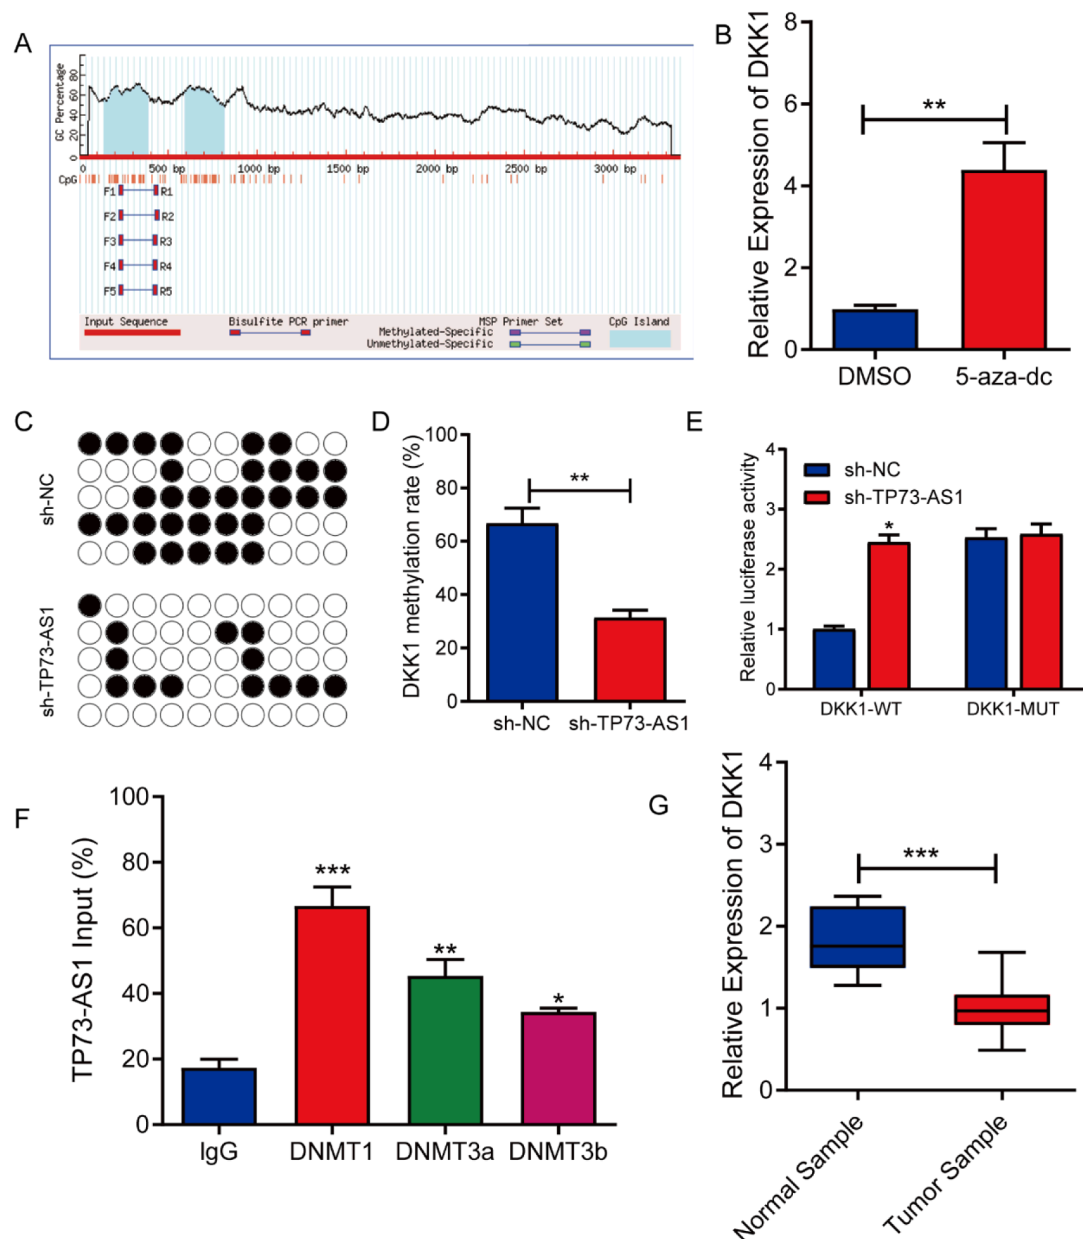 A
GC Percentage
0 20 40 60 80
0 500 bp 1000 bp 1500 bp 2000 bp 2500 bp 3000 bp
CpG
F1 R1
F2 R2
F3 R3
F4 R4
F5 R5
Input Sequence
Bisulfite PCR primer
MSP Primer Set
Methylated-Specific
Unmethylated-Specific
CpG Island
B
Relative Expression of DKK1
8
6
4
2
0
**
DMSO 5-aza-dc
C
sh-NC
sh-TP73-AS1
D
DKK1 methylation rate (%)
100
80
60
40
20
0
**
sh-NC sh-TP73-AS1
E
Relative luciferase activity
4
3
2
1
0
sh-NC
sh-TP73-AS1
*
DKK1-WT DKK1-MUT
F
TP73-AS1 Input (%)
100
80
60
40
20
0
***
**
*
IgG DNMT1 DNMT3a DNMT3b
G
Relative Expression of DKK1
4
3
2
1
0
***
Normal Sample
Tumor Sample